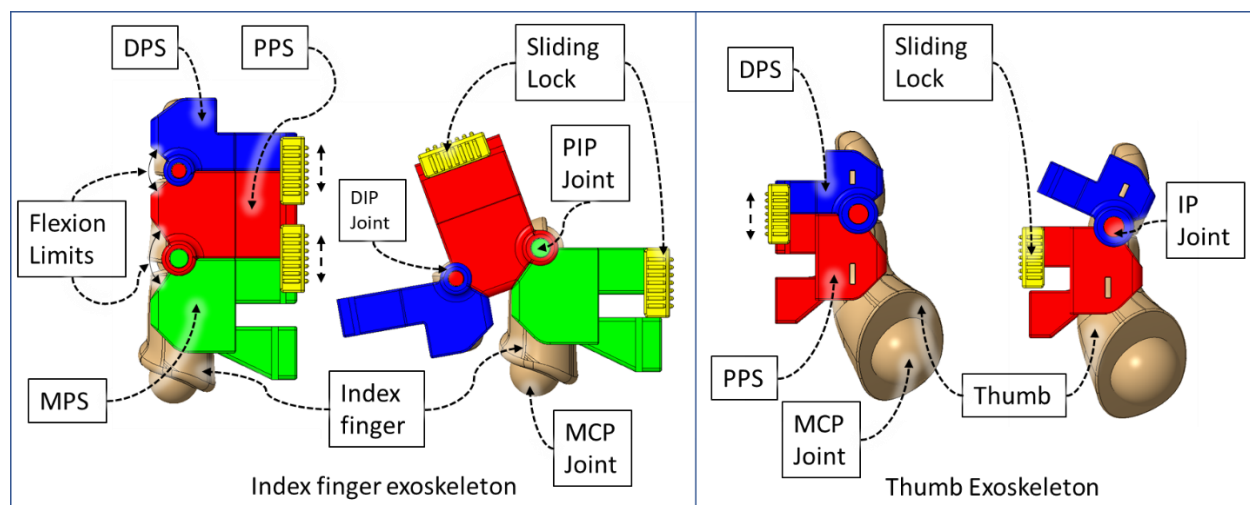 DPS
PPS
Sliding
Lock
PIP
Joint
DIP
Joint
Flexion
Limits
MPS
Index
finger
MCP
Joint
Index finger exoskeleton
DPS
Sliding
Lock
IP
Joint
PPS
MCP
Joint
Thumb
Thumb Exoskeleton